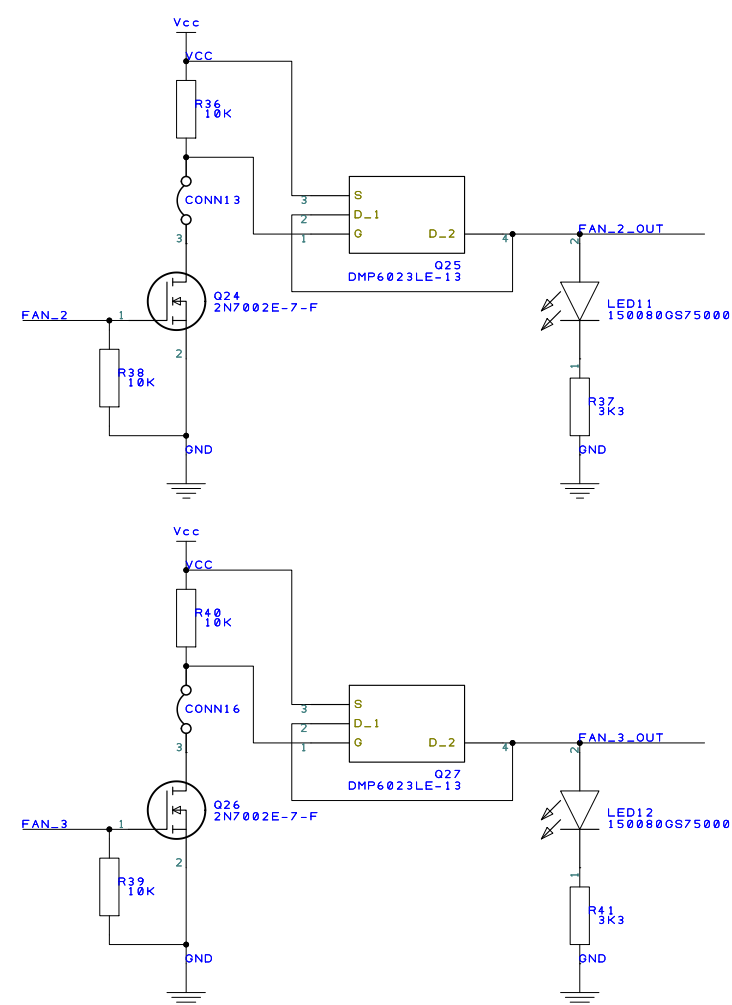 Vcc
VCC
R36
10K
CONN13
3
S
3
D_1
2
G
1
D_2
4
FAN_2_OUT
2
Q25
DMP6023LE-13
Q24
2N7002E-7-F
LED11
150080GS75000
FAN_2
1
2
1
R38
10K
R37
3K3
GND
GND
Vcc
VCC
R40
10K
CONN16
3
S
3
D_1
2
G
1
D_2
4
FAN_3_OUT
2
Q27
DMP6023LE-13
Q26
2N7002E-7-F
LED12
150080GS75000
FAN_3
1
2
1
R39
10K
R41
3K3
GND
GND